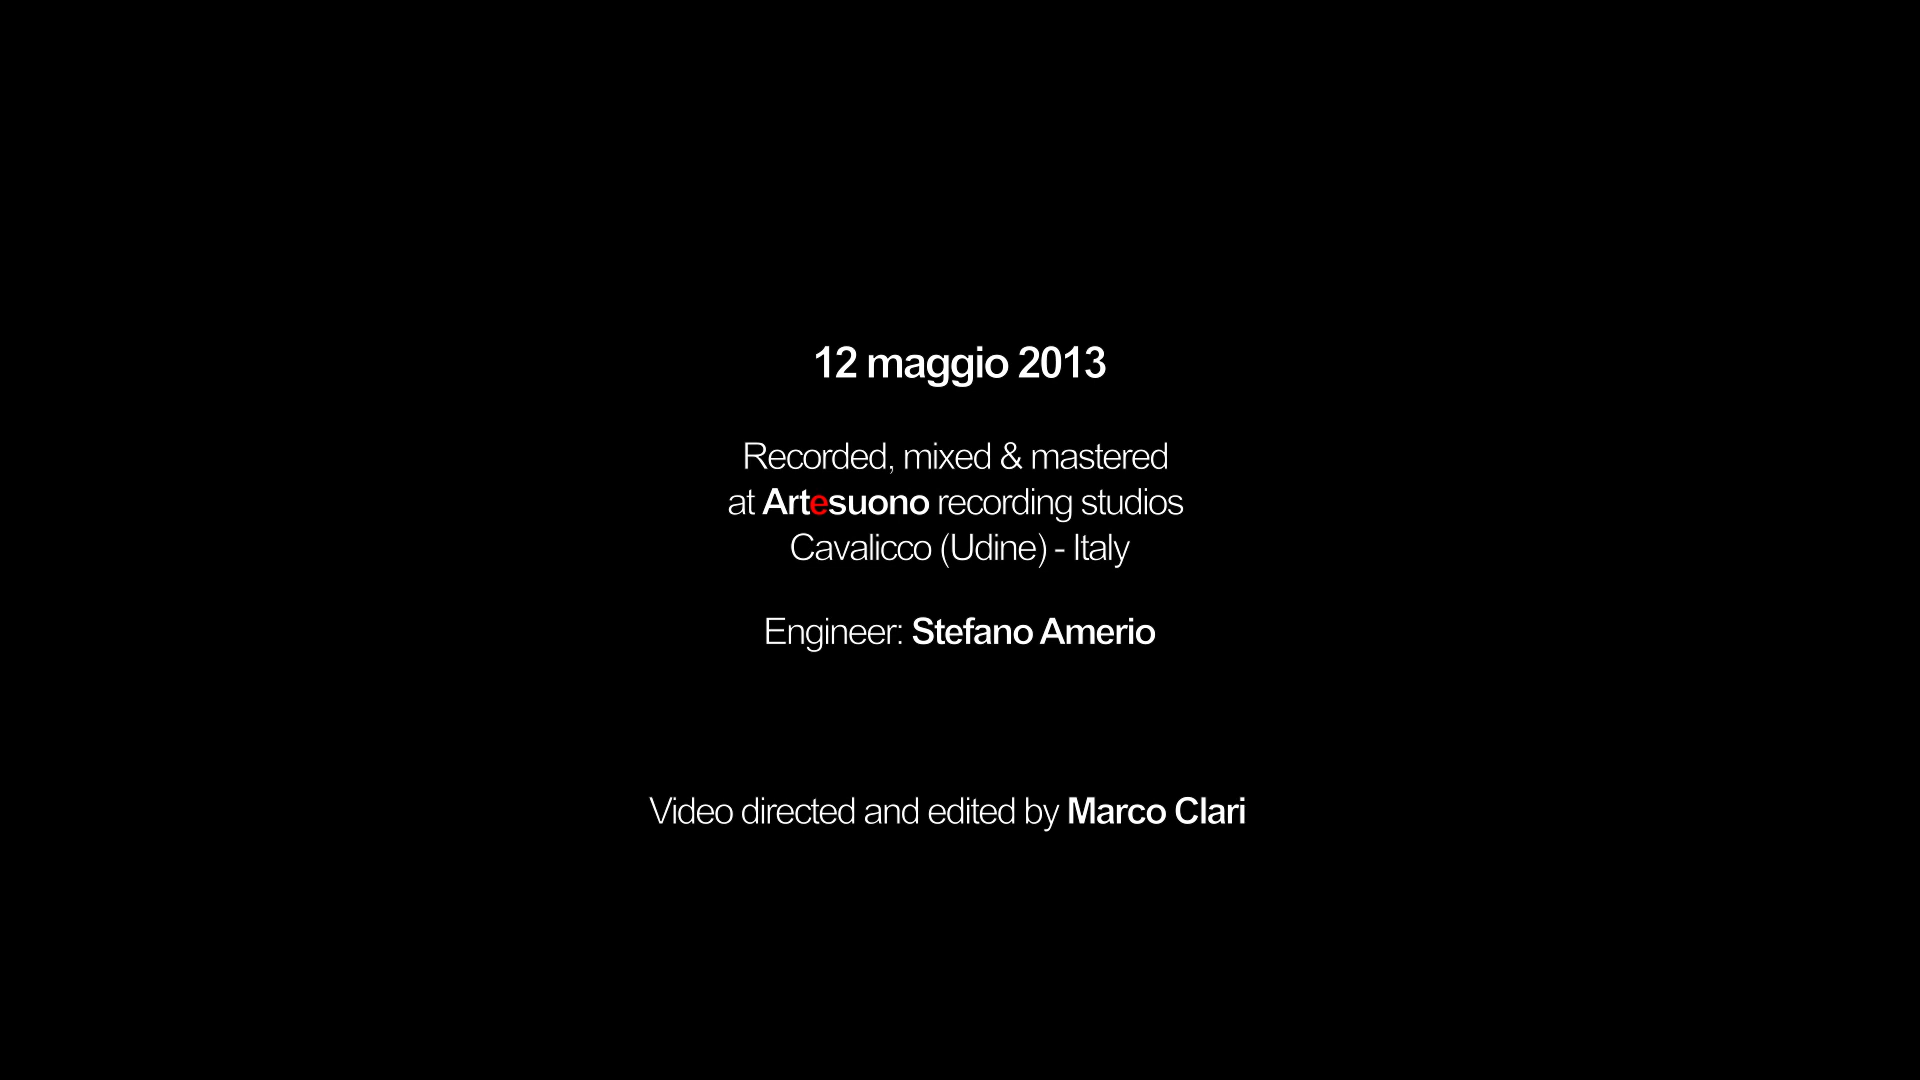 12 maggio 2013
Recorded, mixed & mastered
at Artesuono recording studios
Cavalicco (Udine) - Italy
Engineer: Stefano Amerio
Video directed and edited by Marco Clari